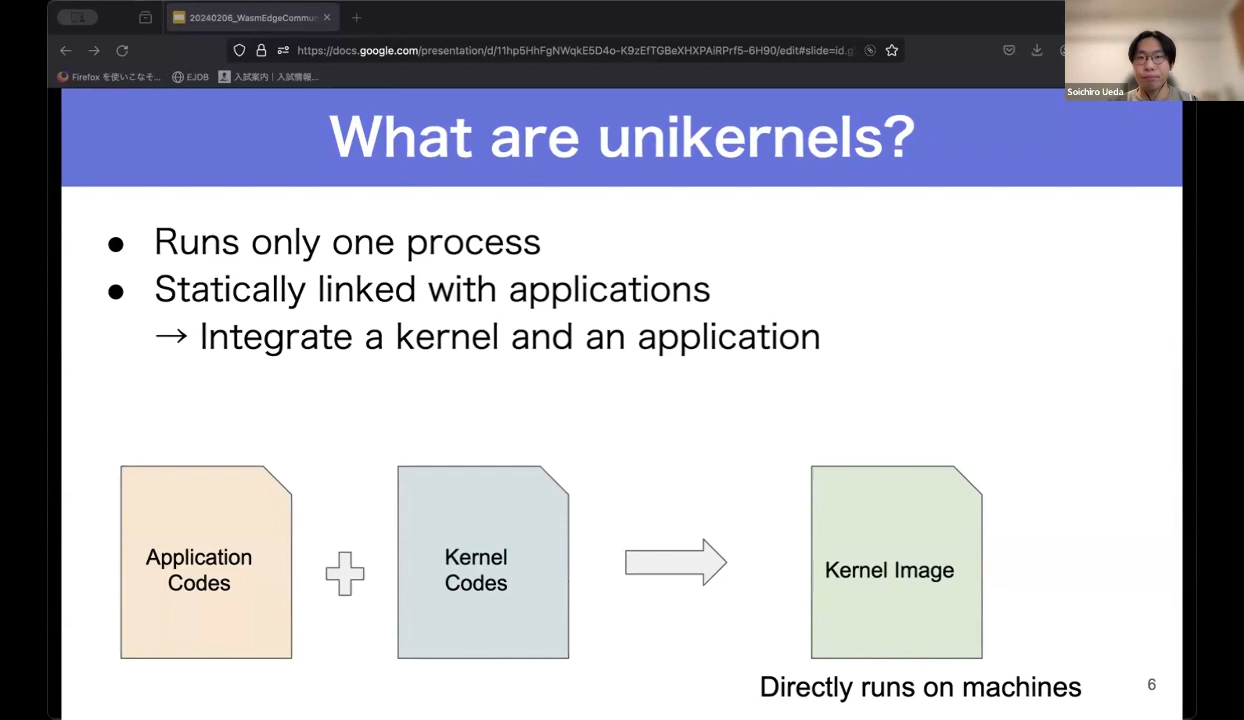 20240206_WasmEdgeCommun
https://docs.google.com/presentation/d/11hp5HhFgNWqkE5D4o-K9zEfTGBeXHXPAiRPrf5-6H90/edit#slide=id.g
Firefox を使いこなそ…
EJDB
入試案内 | 入試情報…
Soichiro Ueda
What are unikernels?
● Runs only one process
● Statically linked with applications
→ Integrate a kernel and an application
Application
Codes
Kernel
Codes
Kernel Image
Directly runs on machines
6